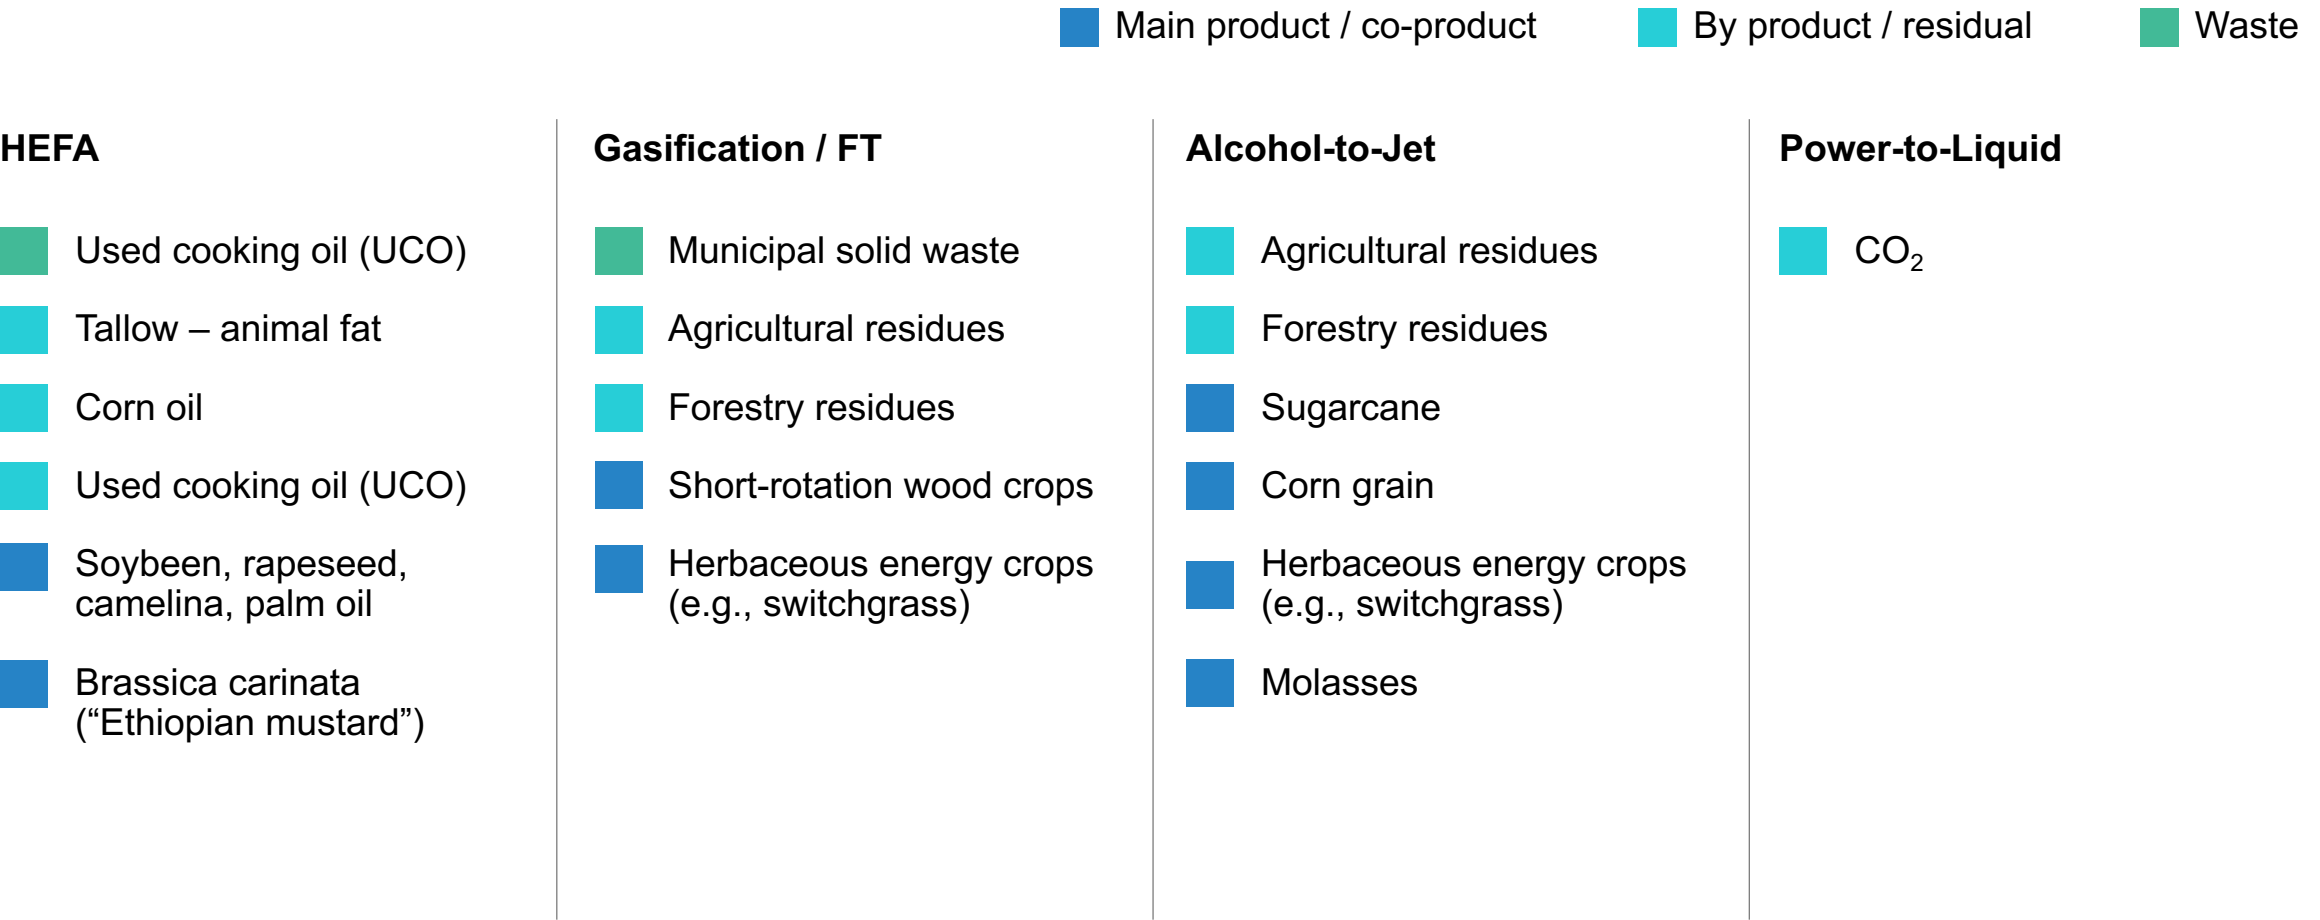 Main product / co-product
By product / residual
Waste
HEFA
Used cooking oil (UCO)
Tallow – animal fat
Corn oil
Used cooking oil (UCO)
Soybeen, rapeseed,
camelina, palm oil
Brassica carinata
(“Ethiopian mustard”)
Gasification / FT
Municipal solid waste
Agricultural residues
Forestry residues
Short-rotation wood crops
Herbaceous energy crops
(e.g., switchgrass)
Alcohol-to-Jet
Agricultural residues
Forestry residues
Sugarcane
Corn grain
Herbaceous energy crops
(e.g., switchgrass)
Molasses
Power-to-Liquid
CO₂